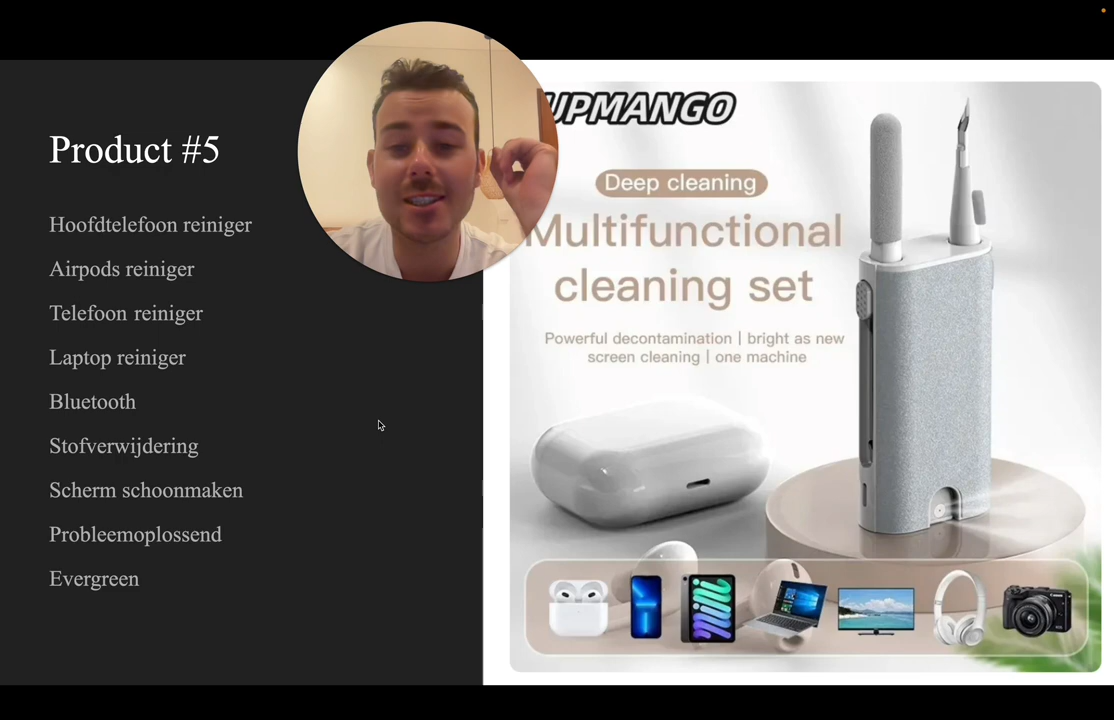 Product #5
Hoofdtelefoon reiniger
Airpods reiniger
Telefoon reiniger
Laptop reiniger
Bluetooth
Stofverwijdering
Scherm schoonmaken
Probleemoplossend
Evergreen
UPMANGO
Deep cleaning
Multifunctional
cleaning set
Powerful decontamination | bright as new
screen cleaning | one machine
Canon